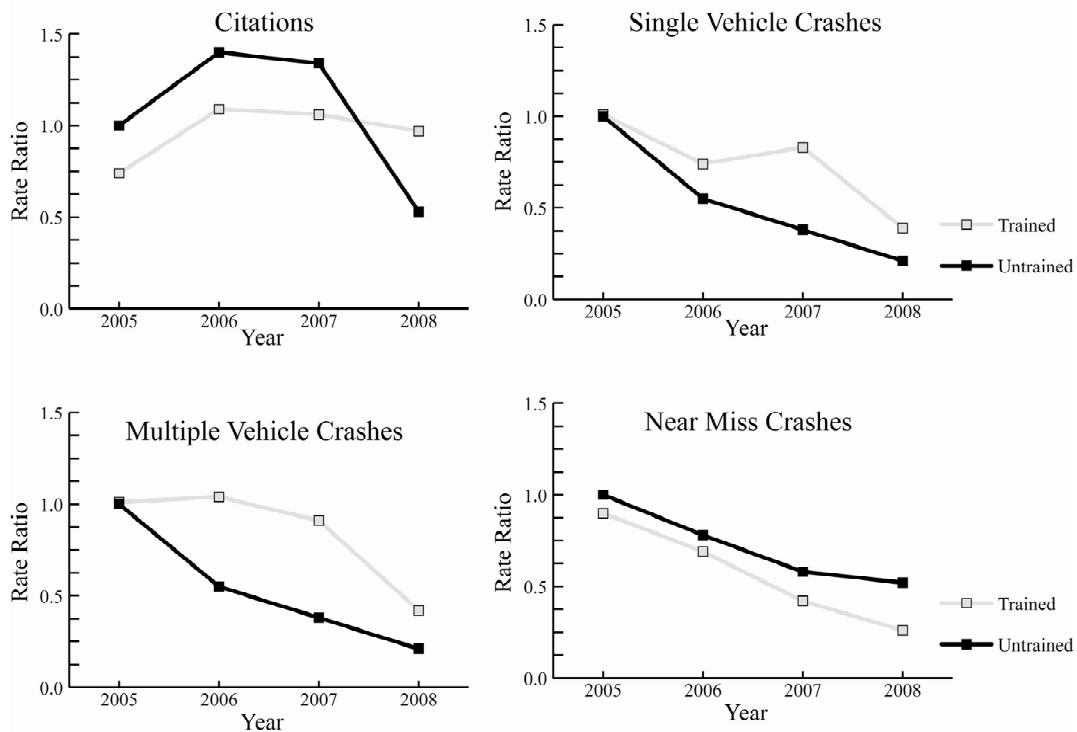 Citations
1.5
1.0
0.5
0.0
Rate Ratio
2005 2006 2007 2008
Year
Single Vehicle Crashes
1.5
1.0
0.5
0.0
Rate Ratio
2005 2006 2007 2008
Year
Trained
Untrained
Multiple Vehicle Crashes
1.5
1.0
0.5
0.0
Rate Ratio
2005 2006 2007 2008
Year
Near Miss Crashes
1.5
1.0
0.5
0.0
Rate Ratio
2005 2006 2007 2008
Year
Trained
Untrained